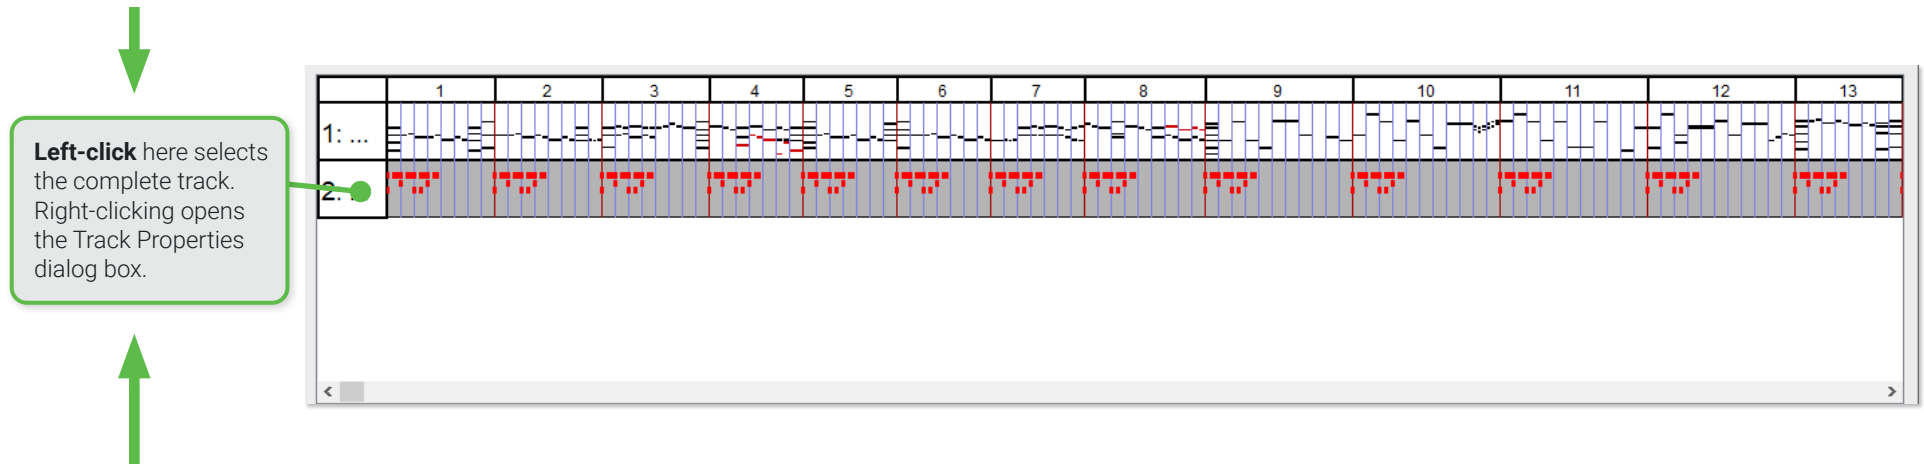 1 2 3 4 5 6 7 8 9 10 11 12 13
1: ...
2: .
Left-click here selects
the complete track.
Right-clicking opens
the Track Properties
dialog box.